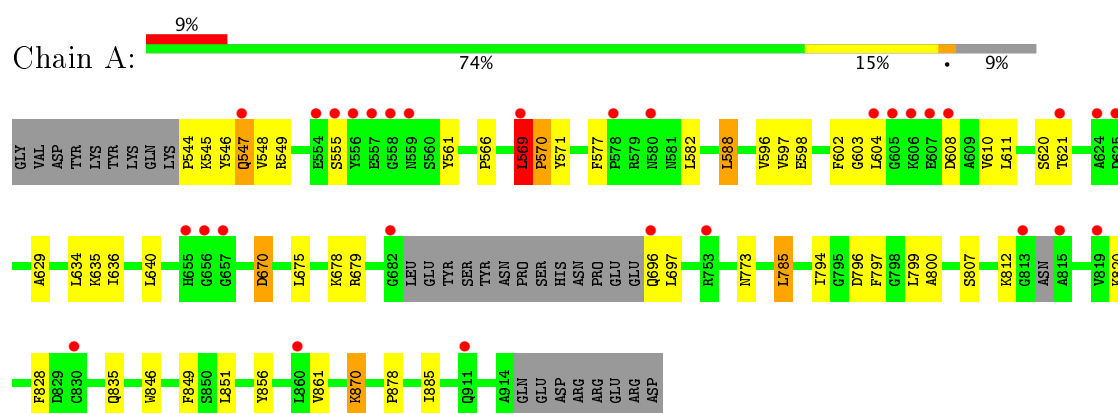 9%
Chain A:
74% 15% • 9%
GLY VAL ASP TYR LYS TYR LYS GLN LYS P544 K545 Y546 Q547 V548 R549 E554 S555 Y556 E557 G558 N559 S560 Y561 P566 L569 P570 Y571 F577 P578 R579 N580 N581 L582 L588 V596 V597 E598 F602 G603 L604 G605 K606 E607 D608 A609 V610 L611 S620 T621 A624
A629 L634 K635 I636 L640 H655 G656 G657 D670 L675 K678 R679 G682 LEU GLU TYR SER TYR ASN PRO SER HIS ASN PRO GLU GLU Q696 L697 R753 N773 L785 I794 G795 D796 F797 G798 L799 A800 S807 K812 G813 ASN A815 V819 K820
F828 D829 C830 Q835 W846 F849 S850 L851 Y856 L860 V861 K870 P878 I885 Q911 A914 GLN GLU ASP ARG ARG GLU ARG ASP